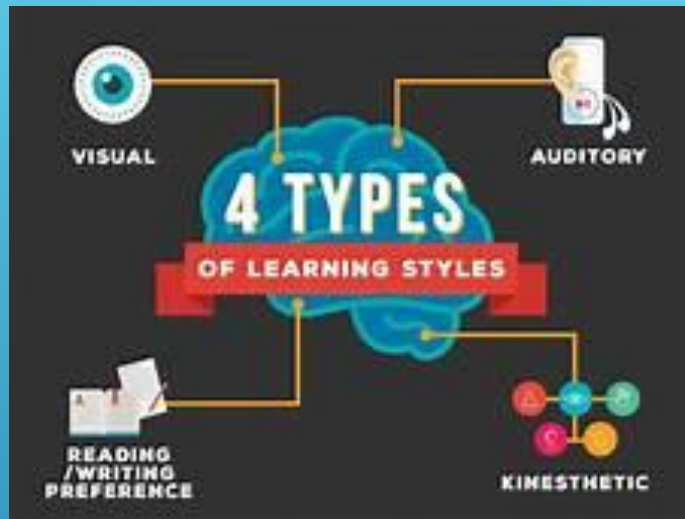 VISUAL
AUDITORY
4 TYPES
OF LEARNING STYLES
READING
/WRITING
PREFERENCE
KINESTHETIC